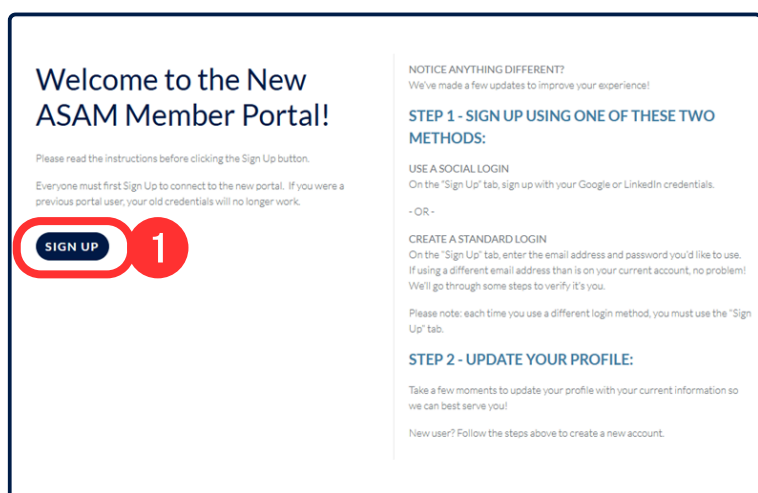 Welcome to the New
ASAM Member Portal!
Please read the instructions before clicking the Sign Up button.
Everyone must first Sign Up to connect to the new portal. If you were a
previous portal user, your old credentials will no longer work.
SIGN UP
1
NOTICE ANYTHING DIFFERENT?
We've made a few updates to improve your experience!
STEP 1 - SIGN UP USING ONE OF THESE TWO
METHODS:
USE A SOCIAL LOGIN
On the "Sign Up" tab, sign up with your Google or LinkedIn credentials.
- OR -
CREATE A STANDARD LOGIN
On the "Sign Up" tab, enter the email address and password you'd like to use.
If using a different email address than is on your current account, no problem!
We'll go through some steps to verify it's you.
Please note: each time you use a different login method, you must use the "Sign
Up" tab.
STEP 2 - UPDATE YOUR PROFILE:
Take a few moments to update your profile with your current information so
we can best serve you!
New user? Follow the steps above to create a new account.